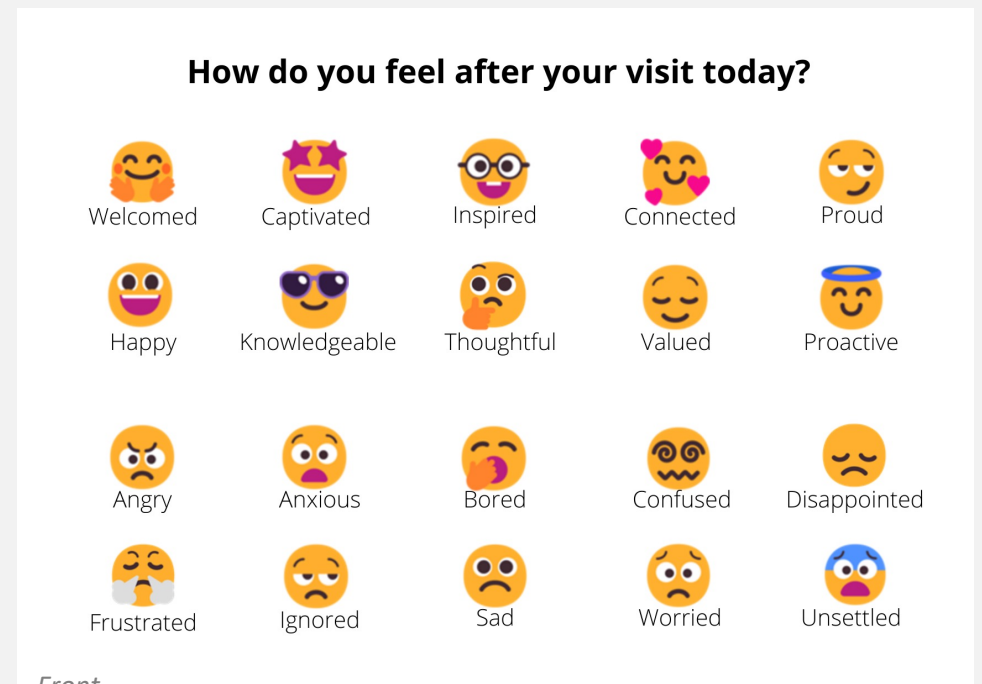 How do you feel after your visit today?
Welcomed Captivated Inspired Connected Proud
Happy Knowledgeable Thoughtful Valued Proactive
Angry Anxious Bored Confused Disappointed
Frustrated Ignored Sad Worried Unsettled
Front